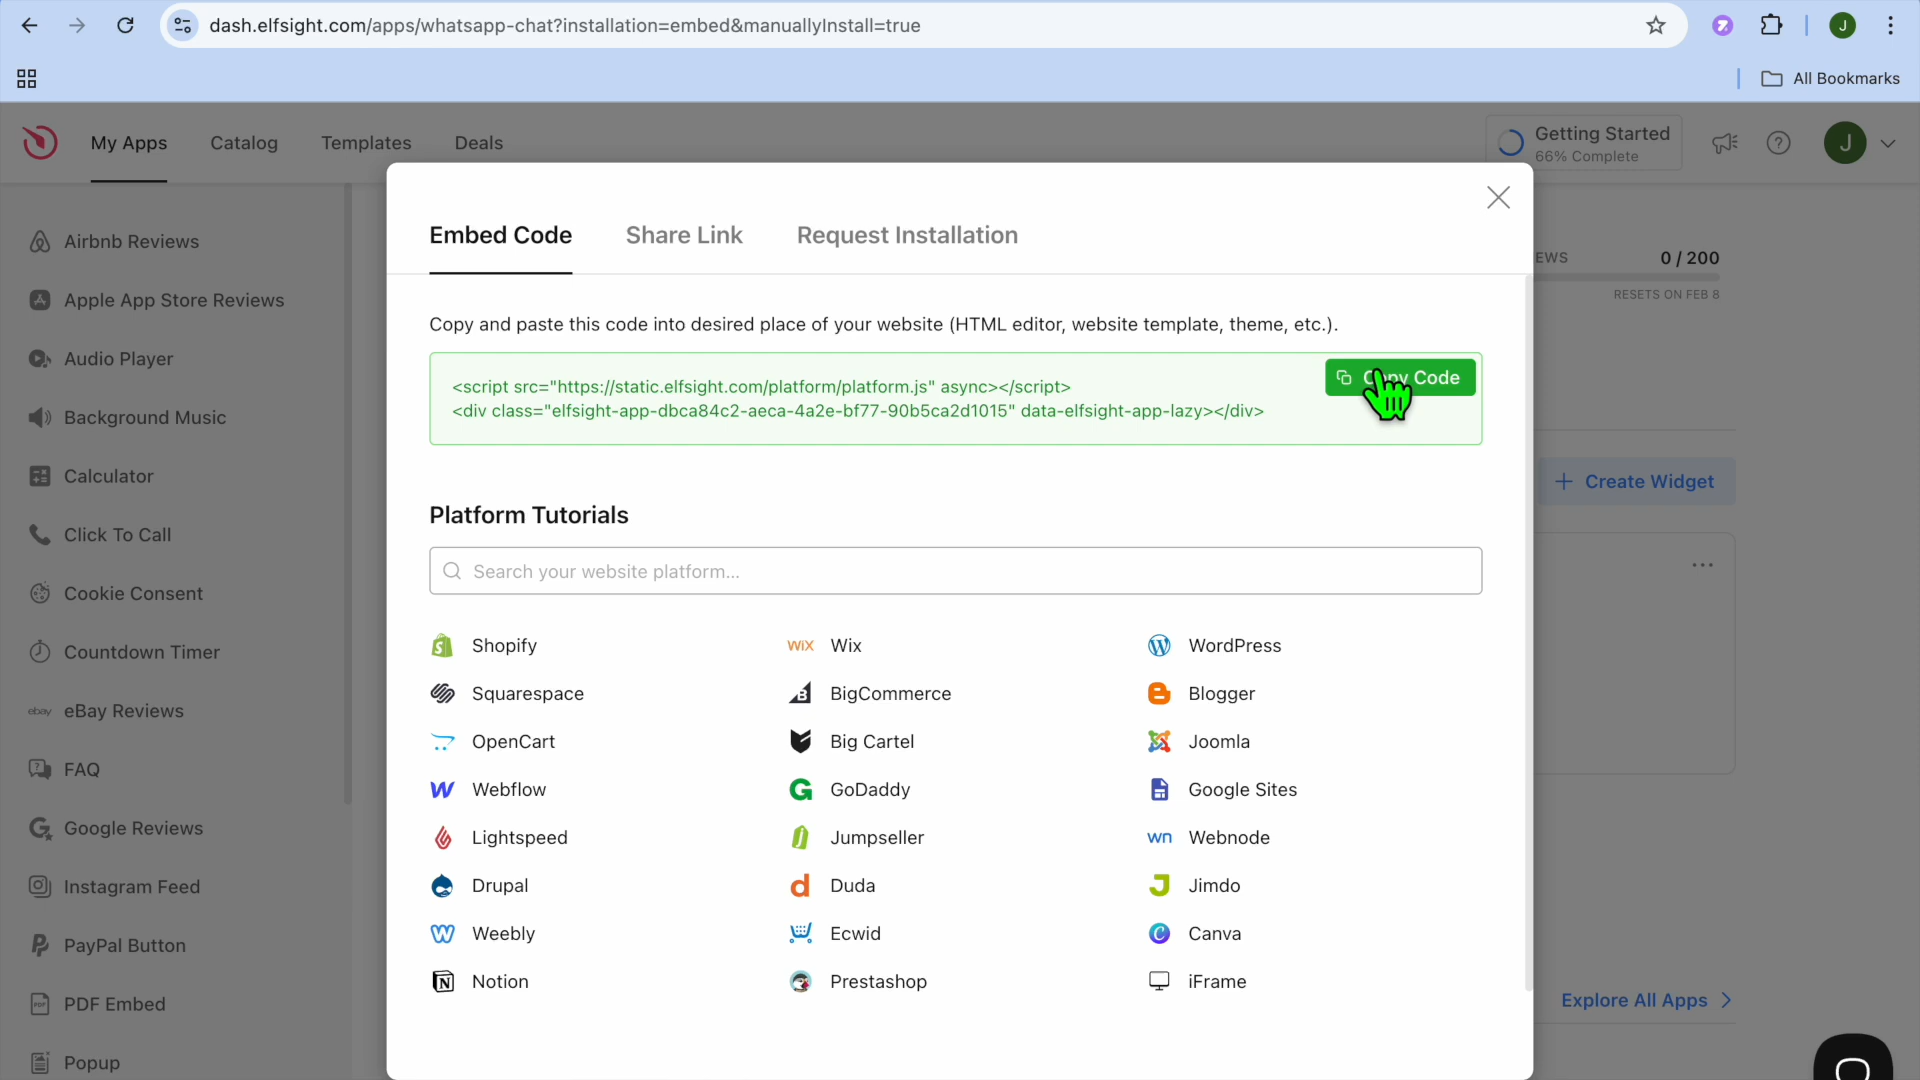 dash.elfsight.com/apps/whatsapp-chat?installation=embed&manuallyInstall=true
J
All Bookmarks
My Apps
Catalog
Templates
Deals
Getting Started
66% Complete
J
Airbnb Reviews
Apple App Store Reviews
Audio Player
Background Music
Calculator
Click To Call
Cookie Consent
Countdown Timer
ebay eBay Reviews
FAQ
Google Reviews
Instagram Feed
PayPal Button
PDF Embed
Popup
Embed Code
Share Link
Request Installation
Copy and paste this code into desired place of your website (HTML editor, website template, theme, etc.).
<script src="https://static.elfsight.com/platform/platform.js" async></script>
<div class="elfsight-app-dbca84c2-aeca-4a2e-bf77-90b5ca2d1015" data-elfsight-app-lazy></div>
Copy Code
Platform Tutorials
Search your website platform...
Shopify
WiX Wix
WordPress
Squarespace
BigCommerce
Blogger
OpenCart
Big Cartel
Joomla
Webflow
GoDaddy
Google Sites
Lightspeed
Jumpseller
wn Webnode
Drupal
Duda
Jimdo
Weebly
Ecwid
Canva
Notion
Prestashop
iFrame
EWS
0 / 200
RESETS ON FEB 8
+ Create Widget
Explore All Apps